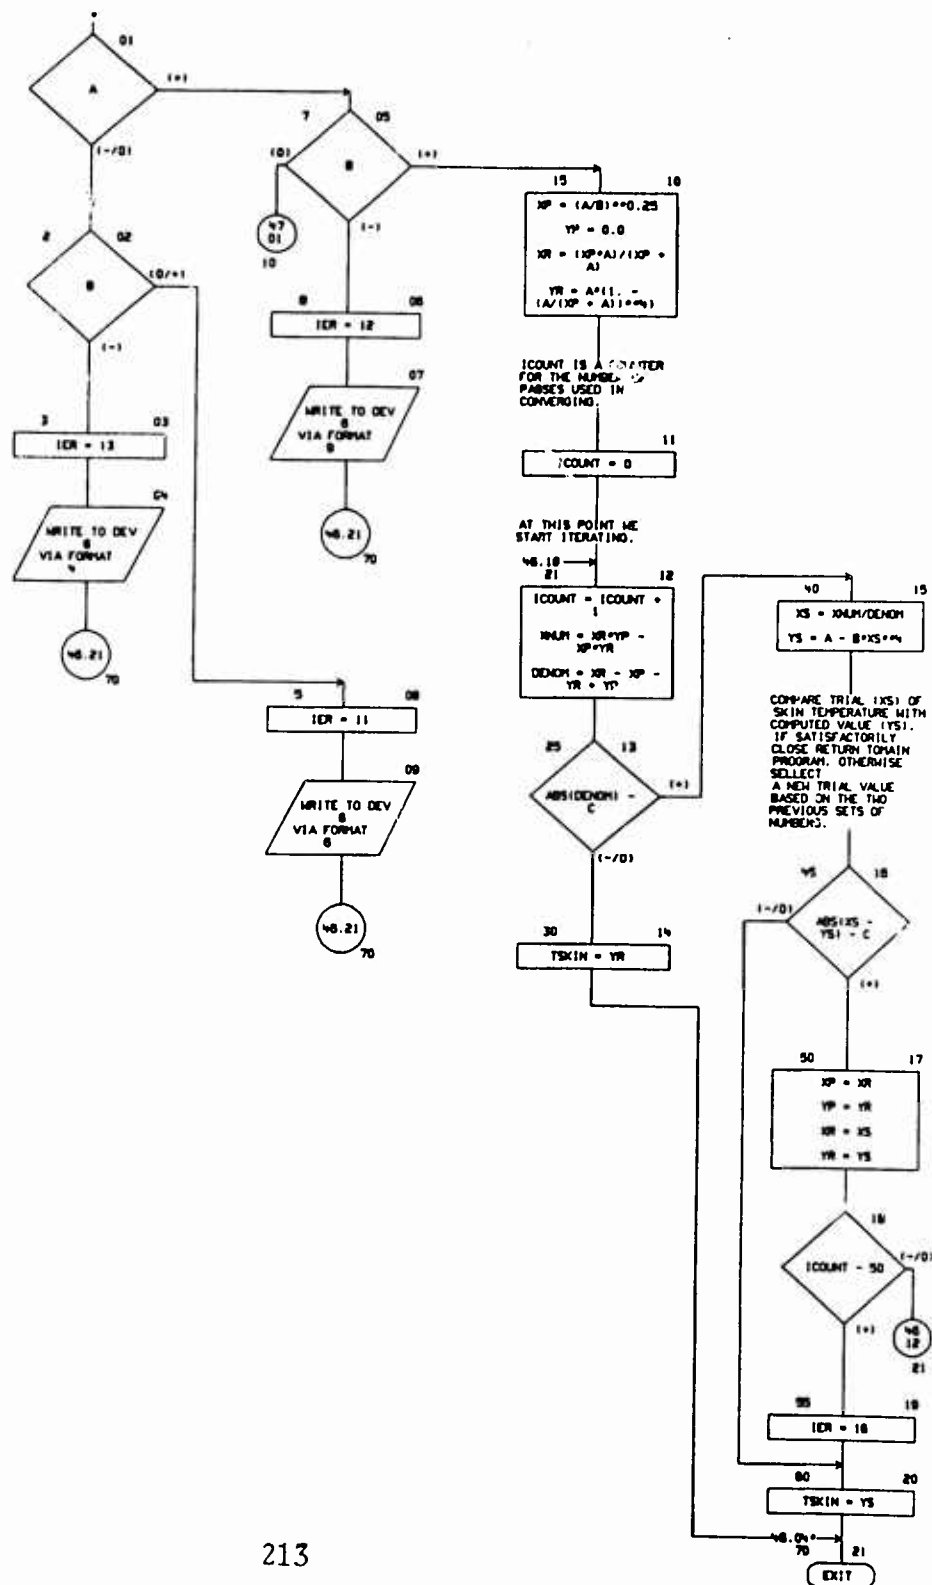 01
A
(+)
(-/0)
7
05
B
(0)
(+)
(-)
47
01
10
2
02
B
(0/+)
(-)
8
06
IER = 12
07
WRITE TO DEV
6
VIA FORMAT
9
46.21
70
3
03
IER = 13
04
WRITE TO DEV
6
VIA FORMAT
4
46.21
70
5
08
IER = 11
09
WRITE TO DEV
6
VIA FORMAT
6
46.21
70
15
10
XP = (A/B)**0.25
YP = 0.0
XR = (XP*A)/(XP +
A)
YR = A*(1. -
(A/(XP + A))**4)
ICOUNT IS A COUNTER
FOR THE NUMBER OF
PASSES USED IN
CONVERGING.
11
ICOUNT = 0
AT THIS POINT WE
START ITERATING.
46.18
21
12
ICOUNT = ICOUNT +
1
XNUM = XR*YP -
XP*YR
DENOM = XR - XP -
YR + YP
25
13
ABS(DENOM) -
C
(+)
(-/0)
30
14
TSKIN = YR
40
15
XS = XNUM/DENOM
YS = A - B*XS**4
COMPARE TRIAL (XS) OF
SKIN TEMPERATURE WITH
COMPUTED VALUE (YS).
IF SATISFACTORILY
CLOSE RETURN TOMAIN
PROGRAM. OTHERWISE
SELLECT
A NEW TRIAL VALUE
BASED ON THE TWO
PREVIOUS SETS OF
NUMBERS.
45
16
(-/0)
ABS(XS -
YS) - C
(+)
50
17
XP = XR
YP = YR
XR = XS
YR = YS
18
ICOUNT - 50
(-/0)
(+)
46
12
21
55
19
IER = 16
60
20
TSKIN = YS
46.04*
70
21
EXIT
213